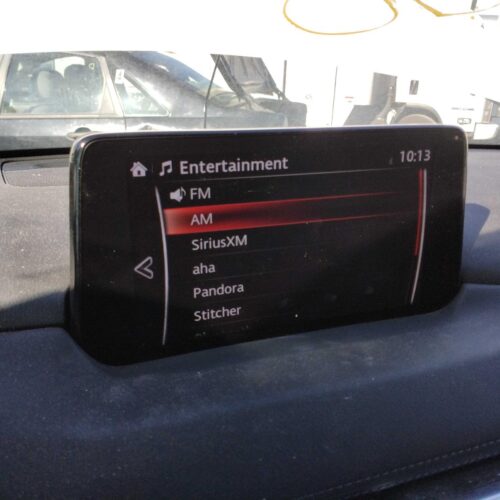 Entertainment
10:13
FM
AM
SiriusXM
aha
Pandora
Stitcher